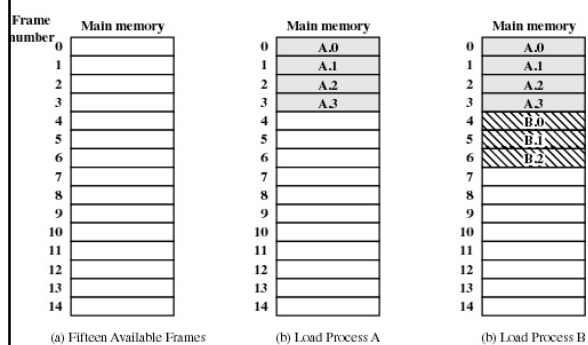 Frame
number
Main memory
0
1
2
3
4
5
6
7
8
9
10
11
12
13
14
(a) Fifteen Available Frames
Main memory
0 A.0
1 A.1
2 A.2
3 A.3
4
5
6
7
8
9
10
11
12
13
14
(b) Load Process A
Main memory
0 A.0
1 A.1
2 A.2
3 A.3
4 B.0
5 B.1
6 B.2
7
8
9
10
11
12
13
14
(b) Load Process B